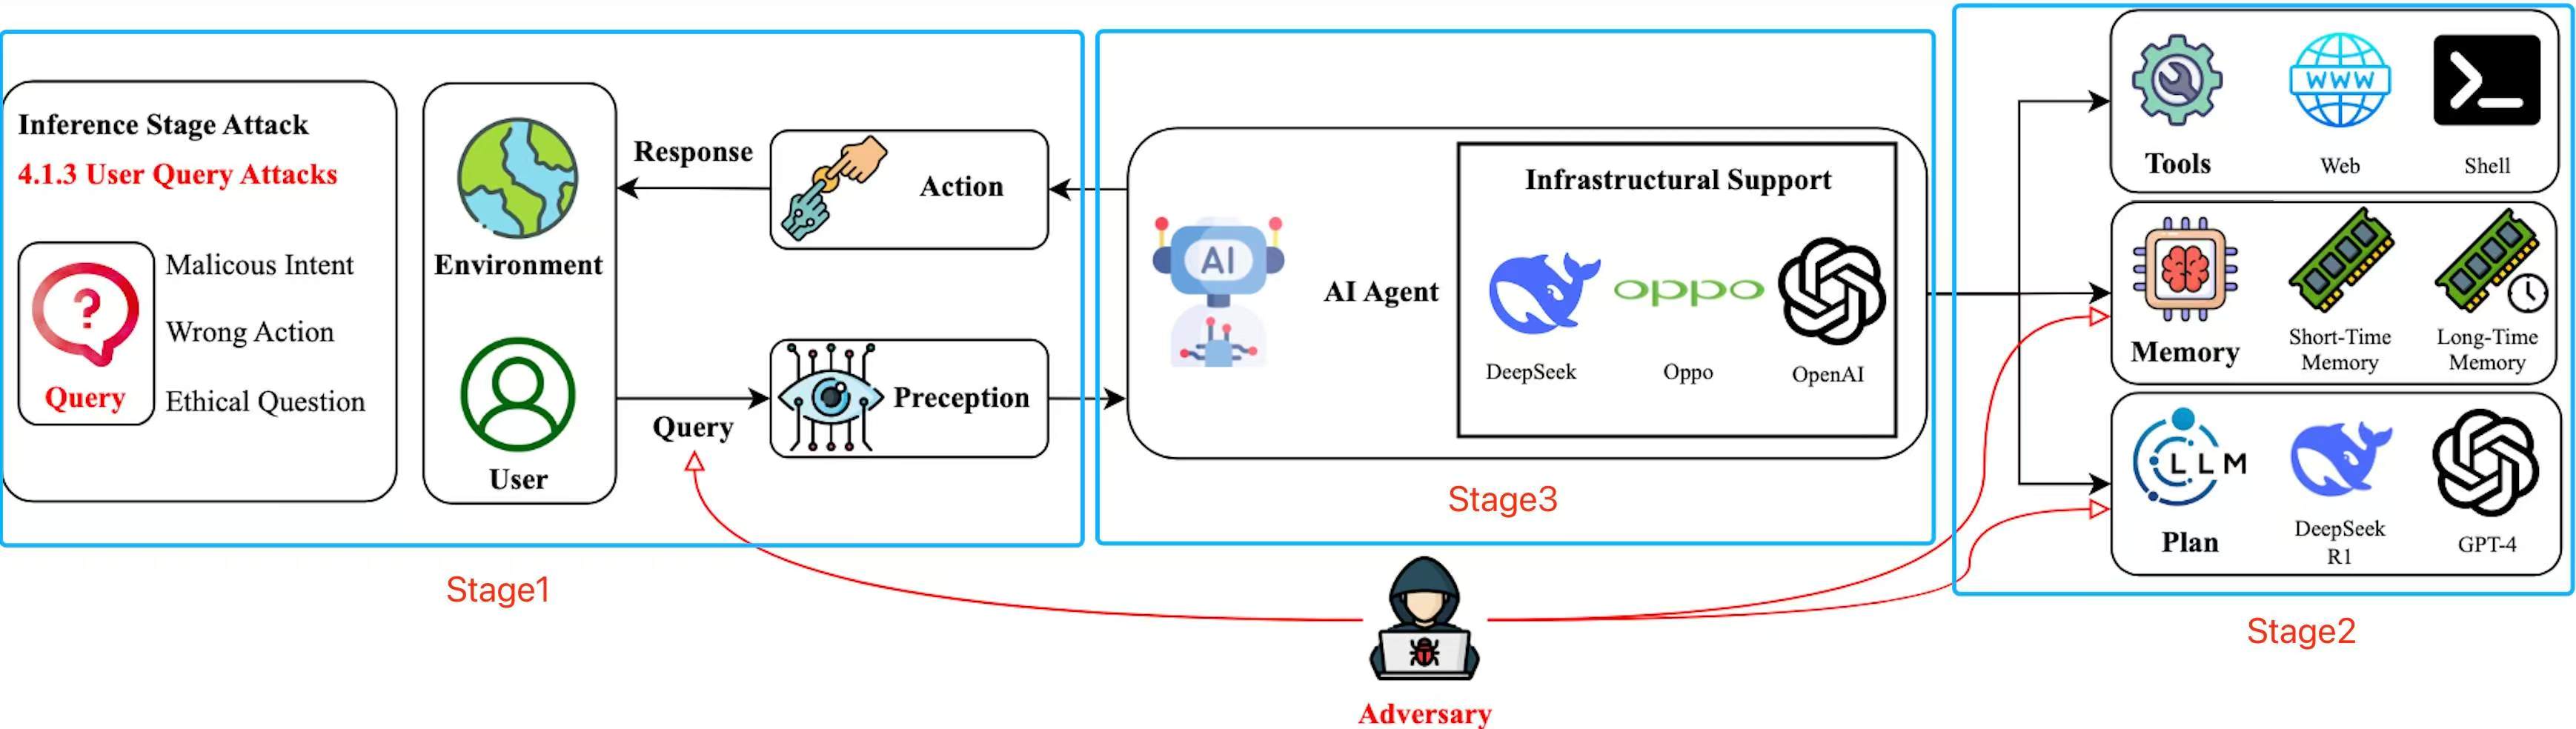 Inference Stage Attack
4.1.3 User Query Attacks
?
Query
Malicous Intent
Wrong Action
Ethical Question
Environment
User
Response
Query
Action
Preception
Stage1
AI
AI Agent
Infrastructural Support
oppo
DeepSeek
Oppo
OpenAI
Stage3
Adversary
WWW
>_
Tools
Web
Shell
Memory
Short-Time
Memory
Long-Time
Memory
LLM
Plan
DeepSeek
R1
GPT-4
Stage2